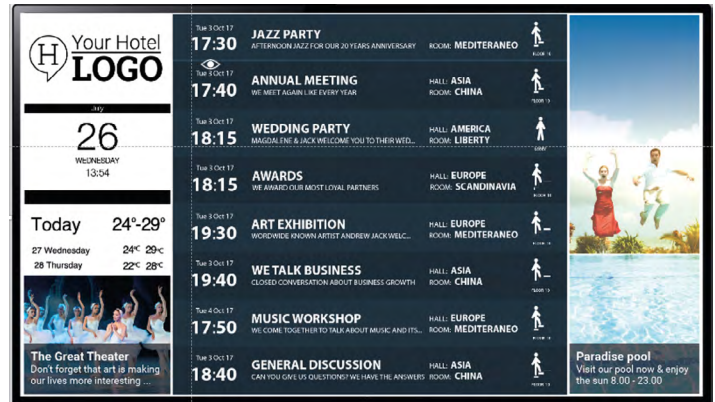 H
Your Hotel
LOGO
July
26
WEDNESDAY
13:54
Today 24°-29°
27 Wednesday 24°C 29°C
28 Thursday 22°C 28°C
The Great Theater
Don't forget that art is making
our lives more interesting ...
Tue 3 Oct 17
17:30
JAZZ PARTY
AFTERNOON JAZZ FOR OUR 20 YEARS ANNIVERSARY
ROOM: MEDITERANEO
Tue 3 Oct 17
17:40
ANNUAL MEETING
WE MEET AGAIN LIKE EVERY YEAR
HALL: ASIA
ROOM: CHINA
Tue 3 Oct 17
18:15
WEDDING PARTY
MAGDALENE & JACK WELCOME YOU TO THEIR WED...
HALL: AMERICA
ROOM: LIBERTY
LOBBY
Tue 3 Oct 17
18:15
AWARDS
WE AWARD OUR MOST LOYAL PARTNERS
HALL: EUROPE
ROOM: SCANDINAVIA
Tue 3 Oct 17
19:30
ART EXHIBITION
WORDWIDE KNOWN ARTIST ANDREW JACK WELC...
HALL: EUROPE
ROOM: MEDITERANEO
Tue 3 Oct 17
19:40
WE TALK BUSINESS
CLOSED CONVERSATION ABOUT BUSINESS GROWTH
HALL: ASIA
ROOM: CHINA
Tue 4 Oct 17
17:50
MUSIC WORKSHOP
WE COME TOGETHER TO TALK ABOUT MUSIC AND ITS...
HALL: EUROPE
ROOM: MEDITERANEO
Tue 3 Oct 17
18:40
GENERAL DISCUSSION
CAN YOU GIVE US QUESTIONS? WE HAVE THE ANSWERS
HALL: ASIA
ROOM: CHINA
Paradise pool
Visit our pool now & enjoy
the sun 8.00 - 23.00